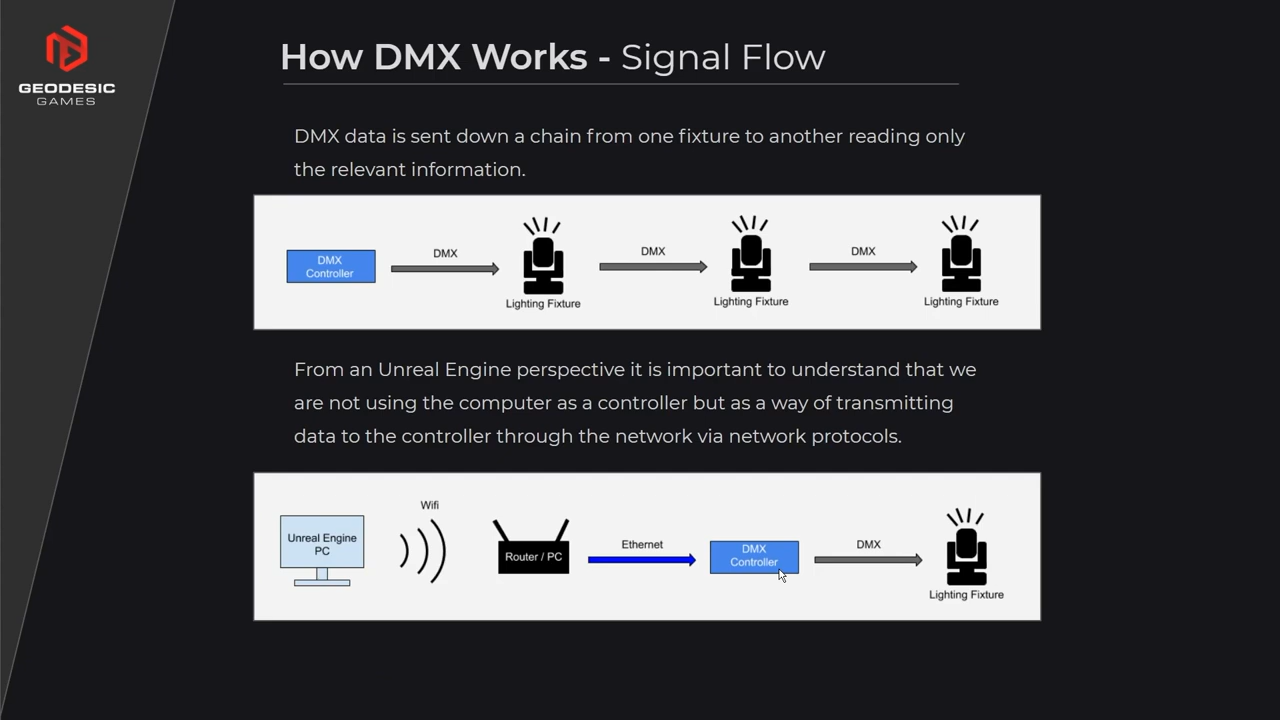 GEODESIC
GAMES
How DMX Works - Signal Flow
DMX data is sent down a chain from one fixture to another reading only
the relevant information.
DMX
Controller
DMX
Lighting Fixture
DMX
Lighting Fixture
DMX
Lighting Fixture
From an Unreal Engine perspective it is important to understand that we
are not using the computer as a controller but as a way of transmitting
data to the controller through the network via network protocols.
Unreal Engine
PC
Wifi
Router / PC
Ethernet
DMX
Controller
DMX
Lighting Fixture